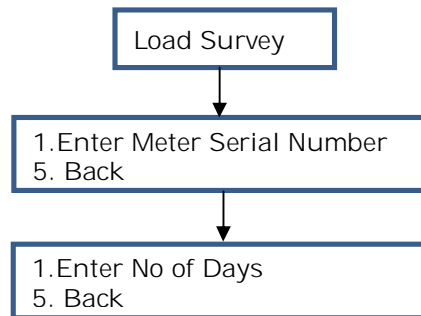 Load Survey
1.Enter Meter Serial Number
5. Back
1.Enter No of Days
5. Back